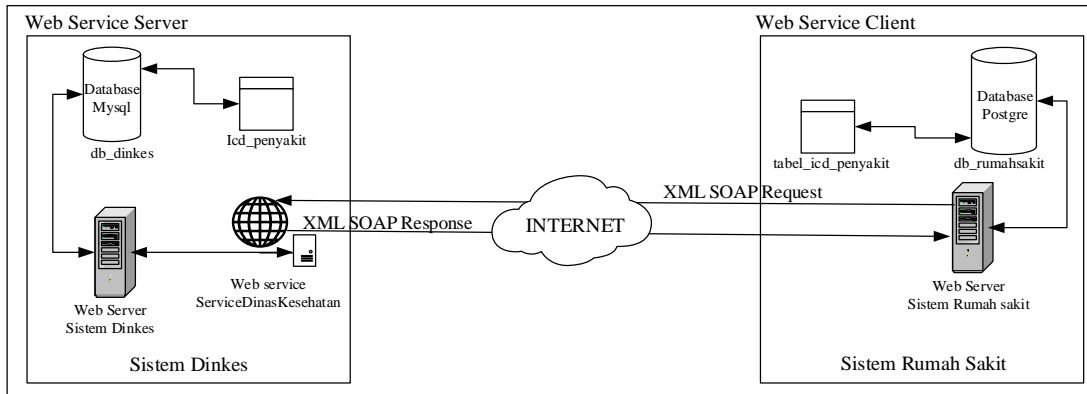 Web Service Server
Web Service Client
Database
Mysql
db_dinkes
Icd_penyakit
Database
Postgre
tabel_icd_penyakit
db_rumahsakit
XML SOAP Request
XML SOAP Response
INTERNET
Web service
ServiceDinasKesehatan
Web Server
Sistem Dinkes
Web Server
Sistem Rumah sakit
Sistem Dinkes
Sistem Rumah Sakit